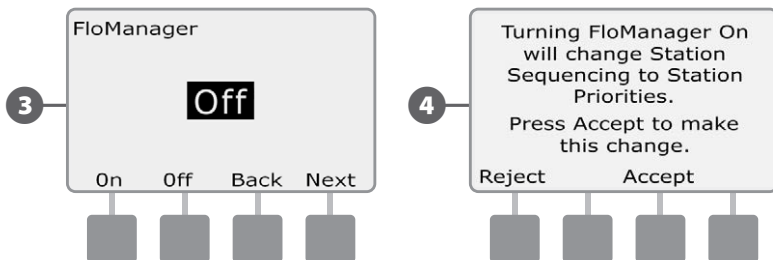 FloManager
3
Off
On Off Back Next
4
Turning FloManager On
will change Station
Sequencing to Station
Priorities.
Press Accept to make
this change.
Reject Accept